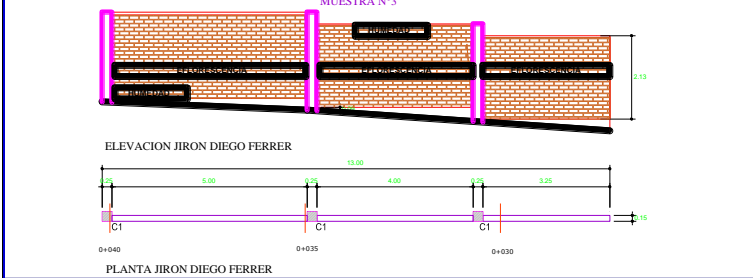 MUESTRA N°3
HUMEDAD
EFLORESCENCIA EFLORESCENCIA EFLORESCENCIA
2.13
HUMEDAD
ELEVACION JIRON DIEGO FERRER
13.00
0.25 5.00 0.25 4.00 0.25 3.25
0.15
C1 C1 C1
0+040 0+035 0+030
PLANTA JIRON DIEGO FERRER